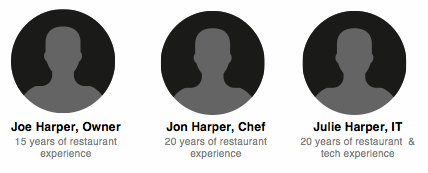 Joe Harper, Owner
15 years of restaurant
experience
Jon Harper, Chef
20 years of restaurant
experience
Julie Harper, IT
20 years of restaurant &
tech experience